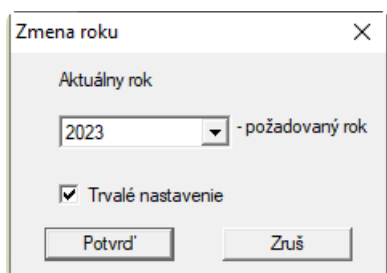 Zmena roku
Aktuálny rok
2023 - požadovaný rok
Trvalé nastavenie
Potvrď Zruš